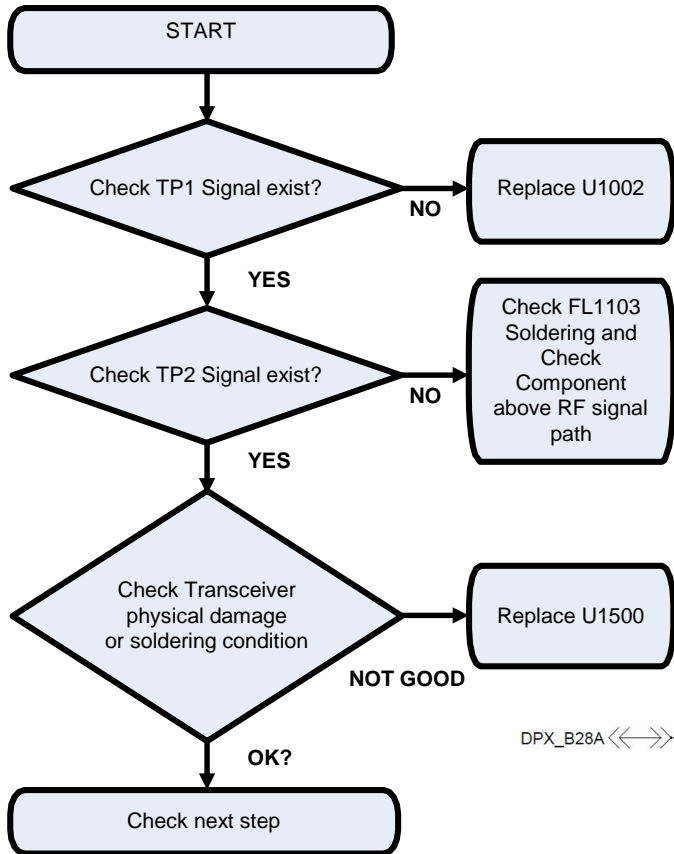 START
Check TP1 Signal exist?
NO
Replace U1002
YES
Check TP2 Signal exist?
NO
Check FL1103
Soldering and
Check
Component
above RF signal
path
YES
Check Transceiver
physical damage
or soldering condition
NOT GOOD
Replace U1500
DPX_B28A
OK?
Check next step